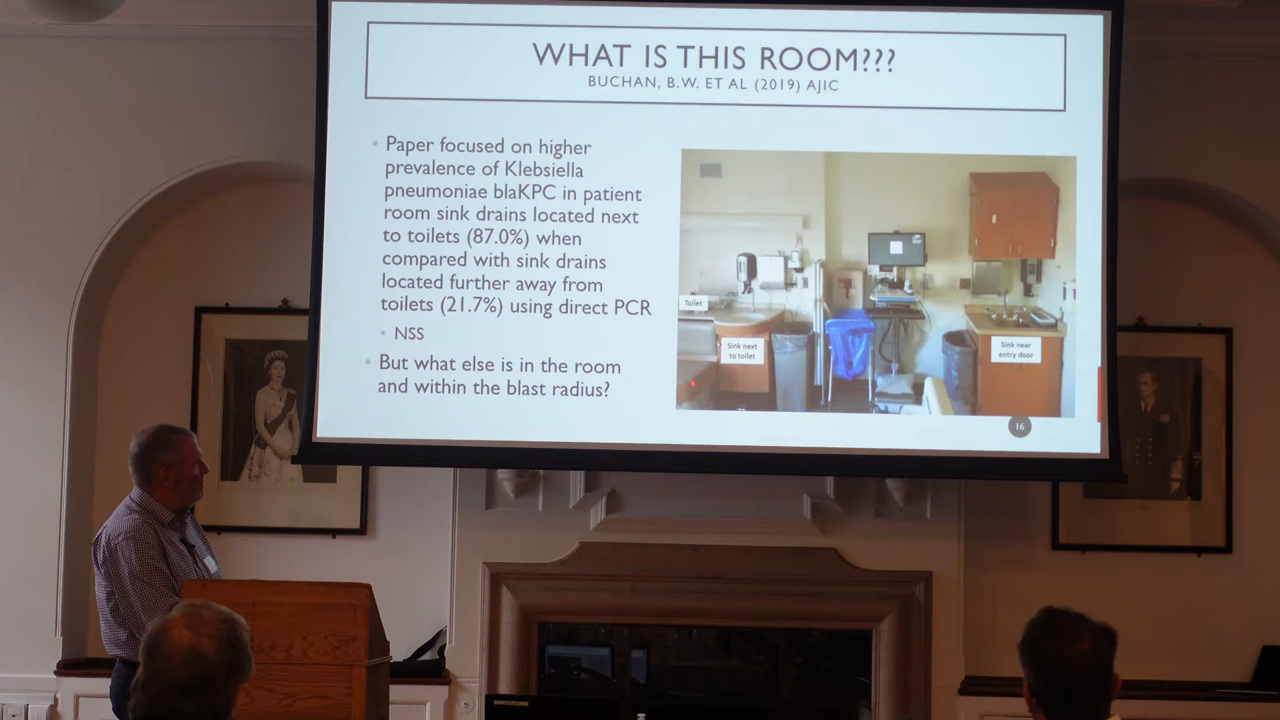 WHAT IS THIS ROOM???
BUCHAN, B.W. ET AL (2019) AJIC
Paper focused on higher
prevalence of Klebsiella
pneumoniae blaKPC in patient
room sink drains located next
to toilets (87.0%) when
compared with sink drains
located further away from
toilets (21.7%) using direct PCR
NSS
But what else is in the room
and within the blast radius?
Toilet
Sink next
to toilet
Sink near
entry door
16